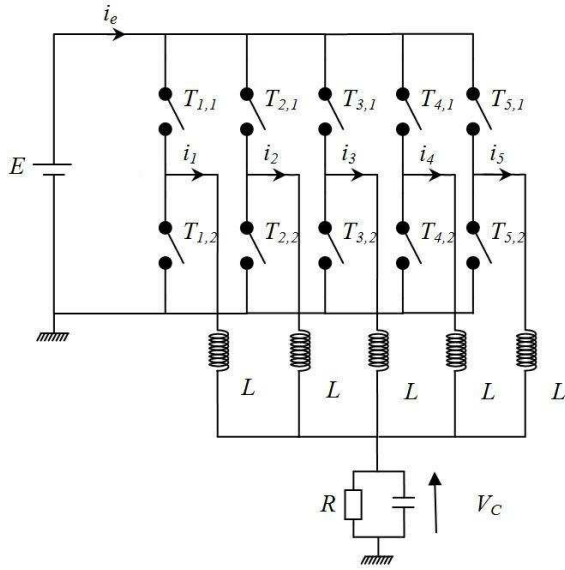 i_e
T_{1,1} T_{2,1} T_{3,1} T_{4,1} T_{5,1}
E i_1 i_2 i_3 i_4 i_5
T_{1,2} T_{2,2} T_{3,2} T_{4,2} T_{5,2}
L L L L L
R V_C